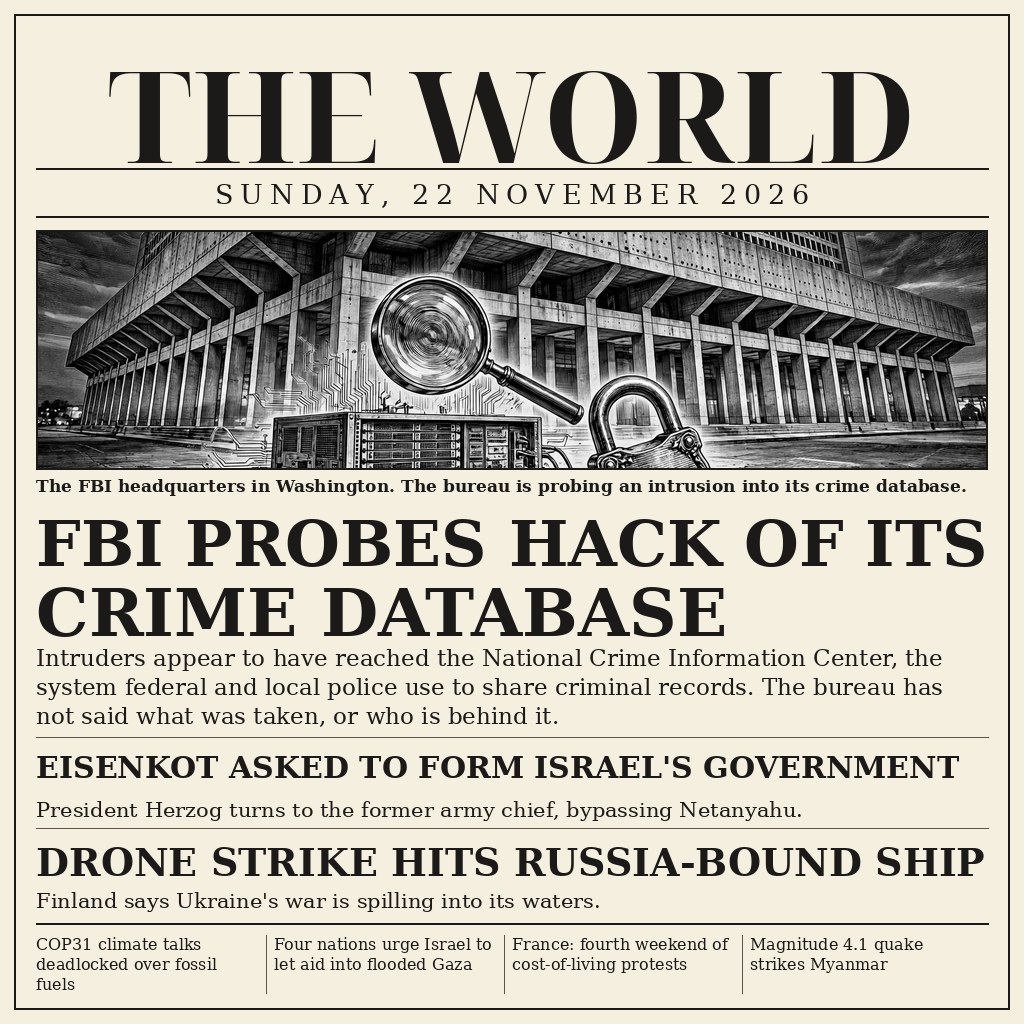 THE WORLD
SUNDAY, 22 NOVEMBER 2026
The FBI headquarters in Washington. The bureau is probing an intrusion into its crime database.
FBI PROBES HACK OF ITS
CRIME DATABASE
Intruders appear to have reached the National Crime Information Center, the
system federal and local police use to share criminal records. The bureau has
not said what was taken, or who is behind it.
EISENKOT ASKED TO FORM ISRAEL'S GOVERNMENT
President Herzog turns to the former army chief, bypassing Netanyahu.
DRONE STRIKE HITS RUSSIA-BOUND SHIP
Finland says Ukraine's war is spilling into its waters.
COP31 climate talks
deadlocked over fossil
fuels
Four nations urge Israel to
let aid into flooded Gaza
France: fourth weekend of
cost-of-living protests
Magnitude 4.1 quake
strikes Myanmar